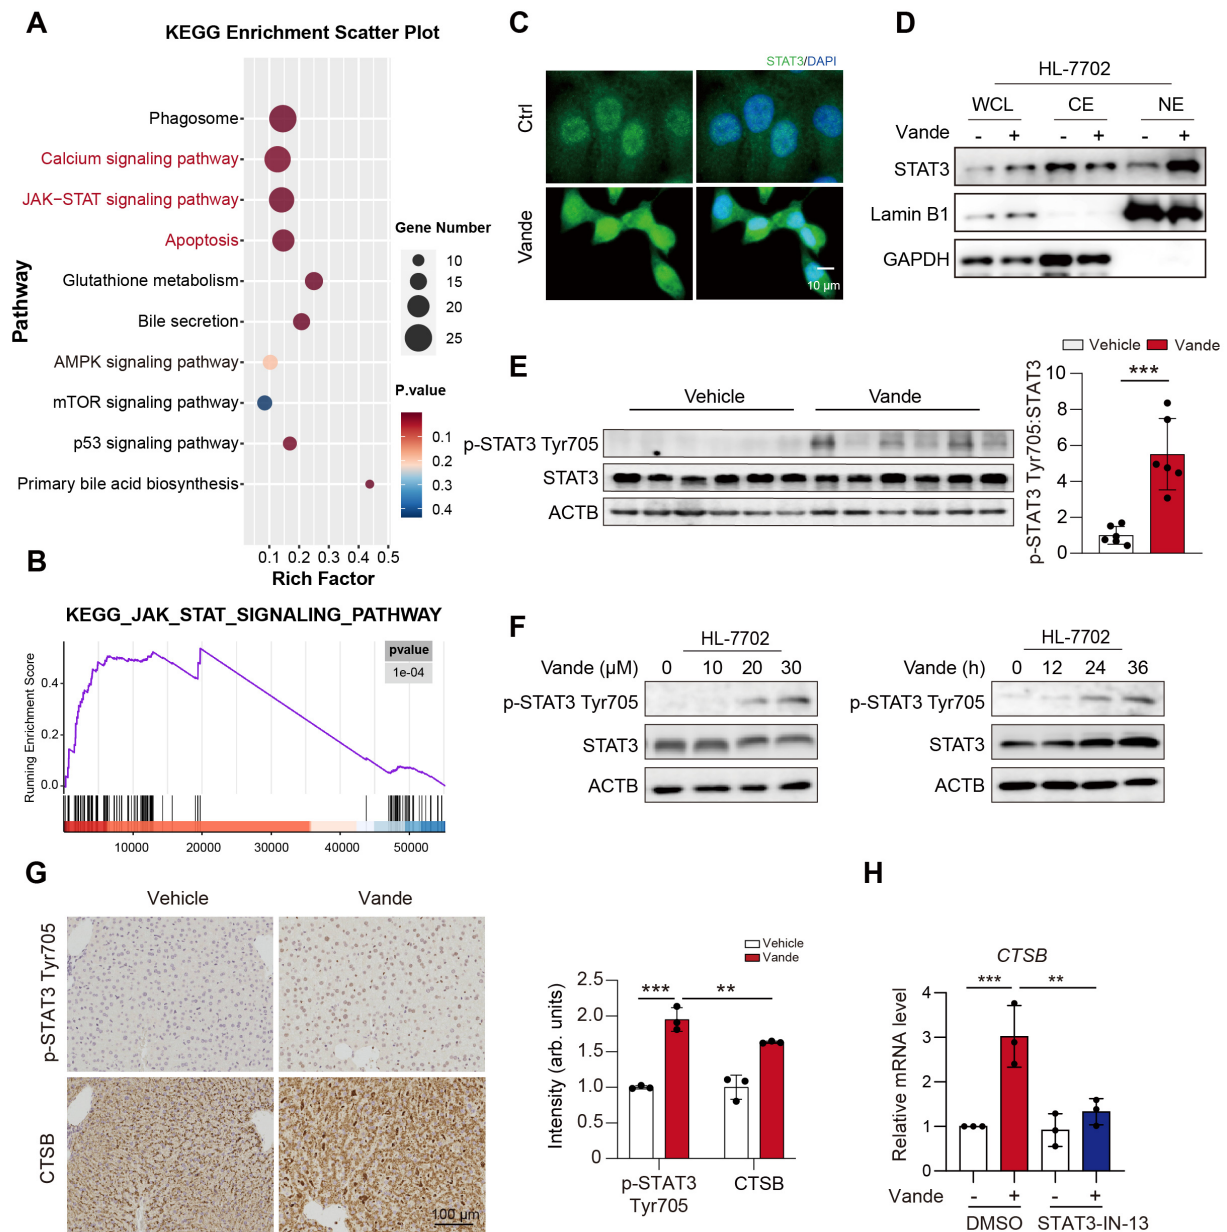 A
KEGG Enrichment Scatter Plot
Pathway
Phagosome
Calcium signaling pathway
JAK−STAT signaling pathway
Apoptosis
Glutathione metabolism
Bile secretion
AMPK signaling pathway
mTOR signaling pathway
p53 signaling pathway
Primary bile acid biosynthesis
0.1 0.2 0.3 0.4 0.5
Rich Factor
Gene Number
10
15
20
25
P.value
0.1
0.2
0.3
0.4
B
KEGG_JAK_STAT_SIGNALING_PATHWAY
Running Enrichment Score
0.4
0.2
0.0
pvalue
1e-04
10000 20000 30000 40000 50000
C
STAT3/DAPI
Ctrl
Vande
10 µm
D
HL-7702
WCL CE NE
Vande - + - + - +
STAT3
Lamin B1
GAPDH
E
Vehicle Vande
p-STAT3 Tyr705
STAT3
ACTB
Vehicle Vande
p-STAT3 Tyr705:STAT3
10
8
6
4
2
0
***
F
HL-7702
Vande (µM) 0 10 20 30
p-STAT3 Tyr705
STAT3
ACTB
HL-7702
Vande (h) 0 12 24 36
p-STAT3 Tyr705
STAT3
ACTB
G
Vehicle Vande
p-STAT3 Tyr705
CTSB
100 µm
Vehicle
Vande
Intensity (arb. units)
2.5
2.0
1.5
1.0
0.5
0
*** **
p-STAT3
Tyr705
CTSB
H
CTSB
Relative mRNA level
4
3
2
1
0
*** **
Vande - + - +
DMSO STAT3-IN-13